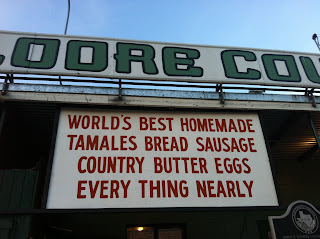 OORE COU
WORLD'S BEST HOMEMADE
TAMALES BREAD SAUSAGE
COUNTRY BUTTER EGGS
EVERY THING NEARLY